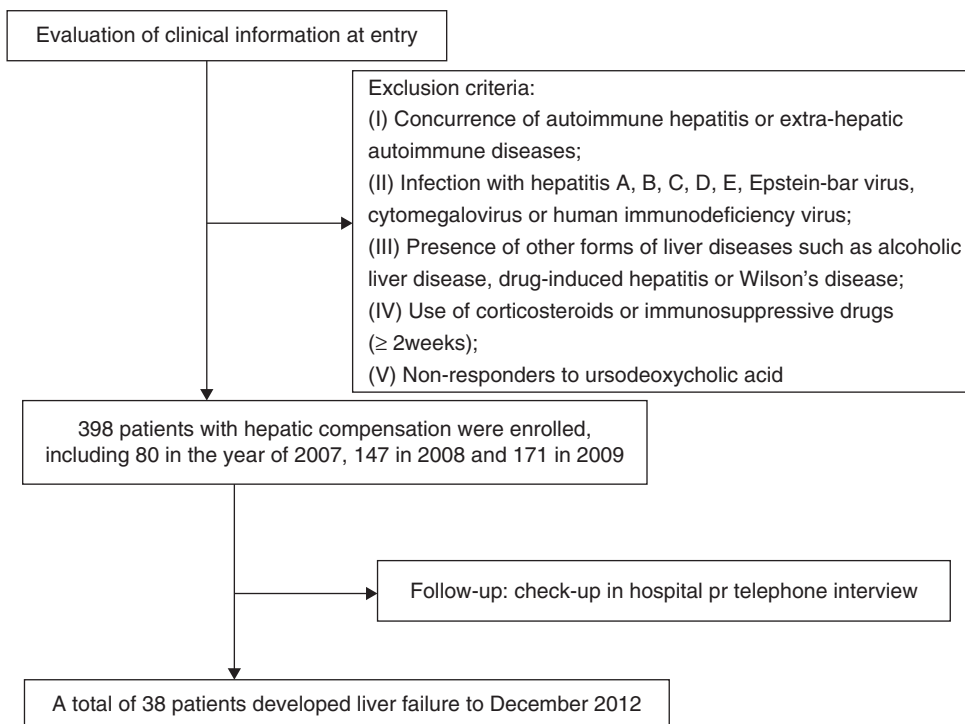 Evaluation of clinical information at entry
Exclusion criteria:
(I) Concurrence of autoimmune hepatitis or extra-hepatic
autoimmune diseases;
(II) Infection with hepatitis A, B, C, D, E, Epstein-bar virus,
cytomegalovirus or human immunodeficiency virus;
(III) Presence of other forms of liver diseases such as alcoholic
liver disease, drug-induced hepatitis or Wilson's disease;
(IV) Use of corticosteroids or immunosuppressive drugs
(≥ 2weeks);
(V) Non-responders to ursodeoxycholic acid
398 patients with hepatic compensation were enrolled,
including 80 in the year of 2007, 147 in 2008 and 171 in 2009
Follow-up: check-up in hospital pr telephone interview
A total of 38 patients developed liver failure to December 2012